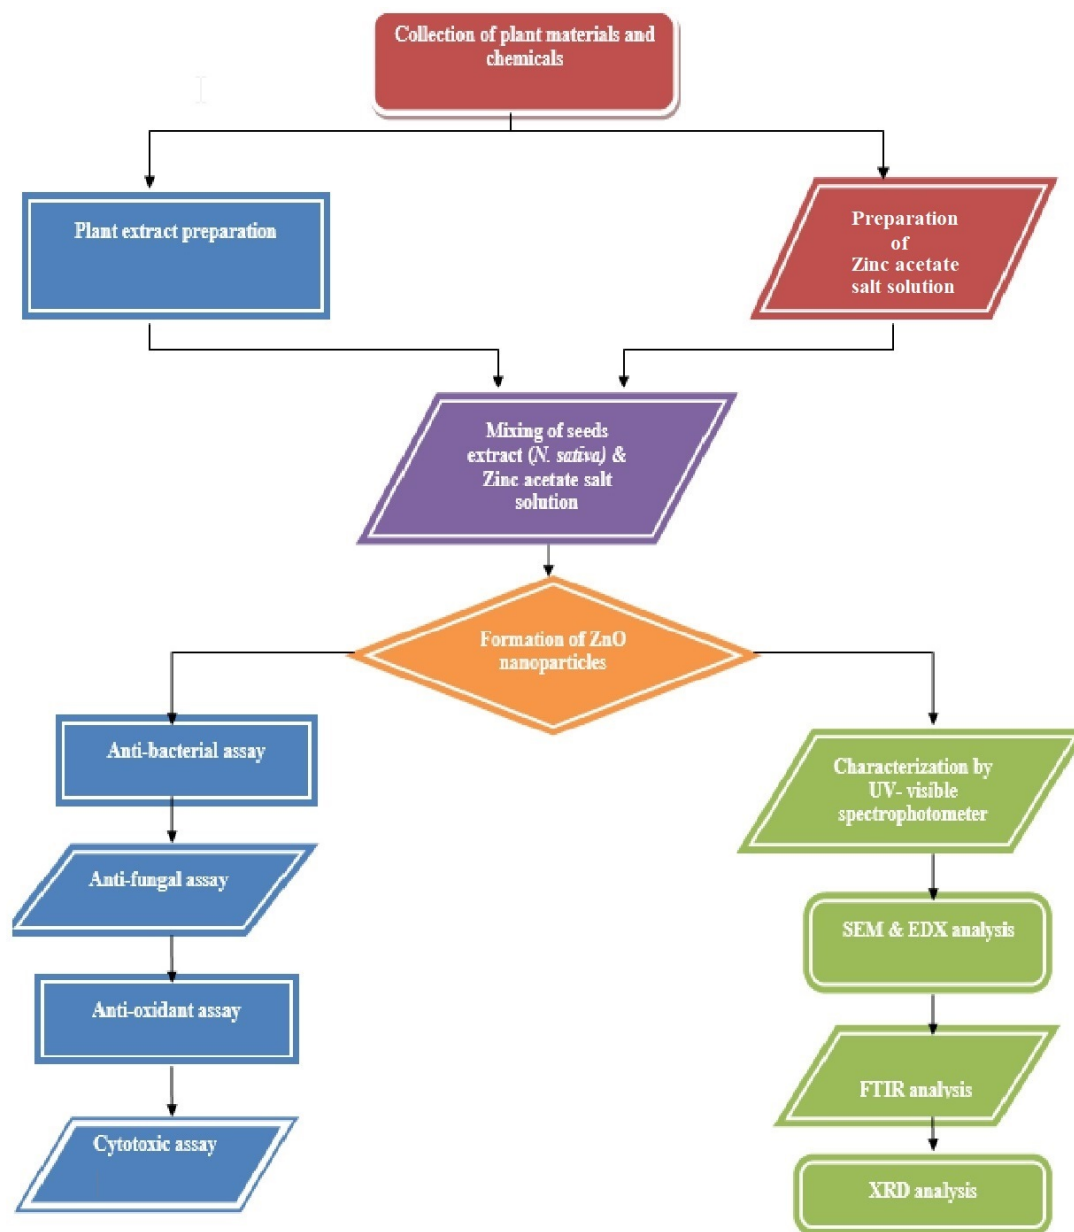 Collection of plant materials and
chemicals
Plant extract preparation
Preparation
of
Zinc acetate
salt solution
Mixing of seeds
extract (N. sativa) &
Zinc acetate salt
solution
Formation of ZnO
nanoparticles
Anti-bacterial assay
Anti-fungal assay
Anti-oxidant assay
Cytotoxic assay
Characterization by
UV- visible
spectrophotometer
SEM & EDX analysis
FTIR analysis
XRD analysis